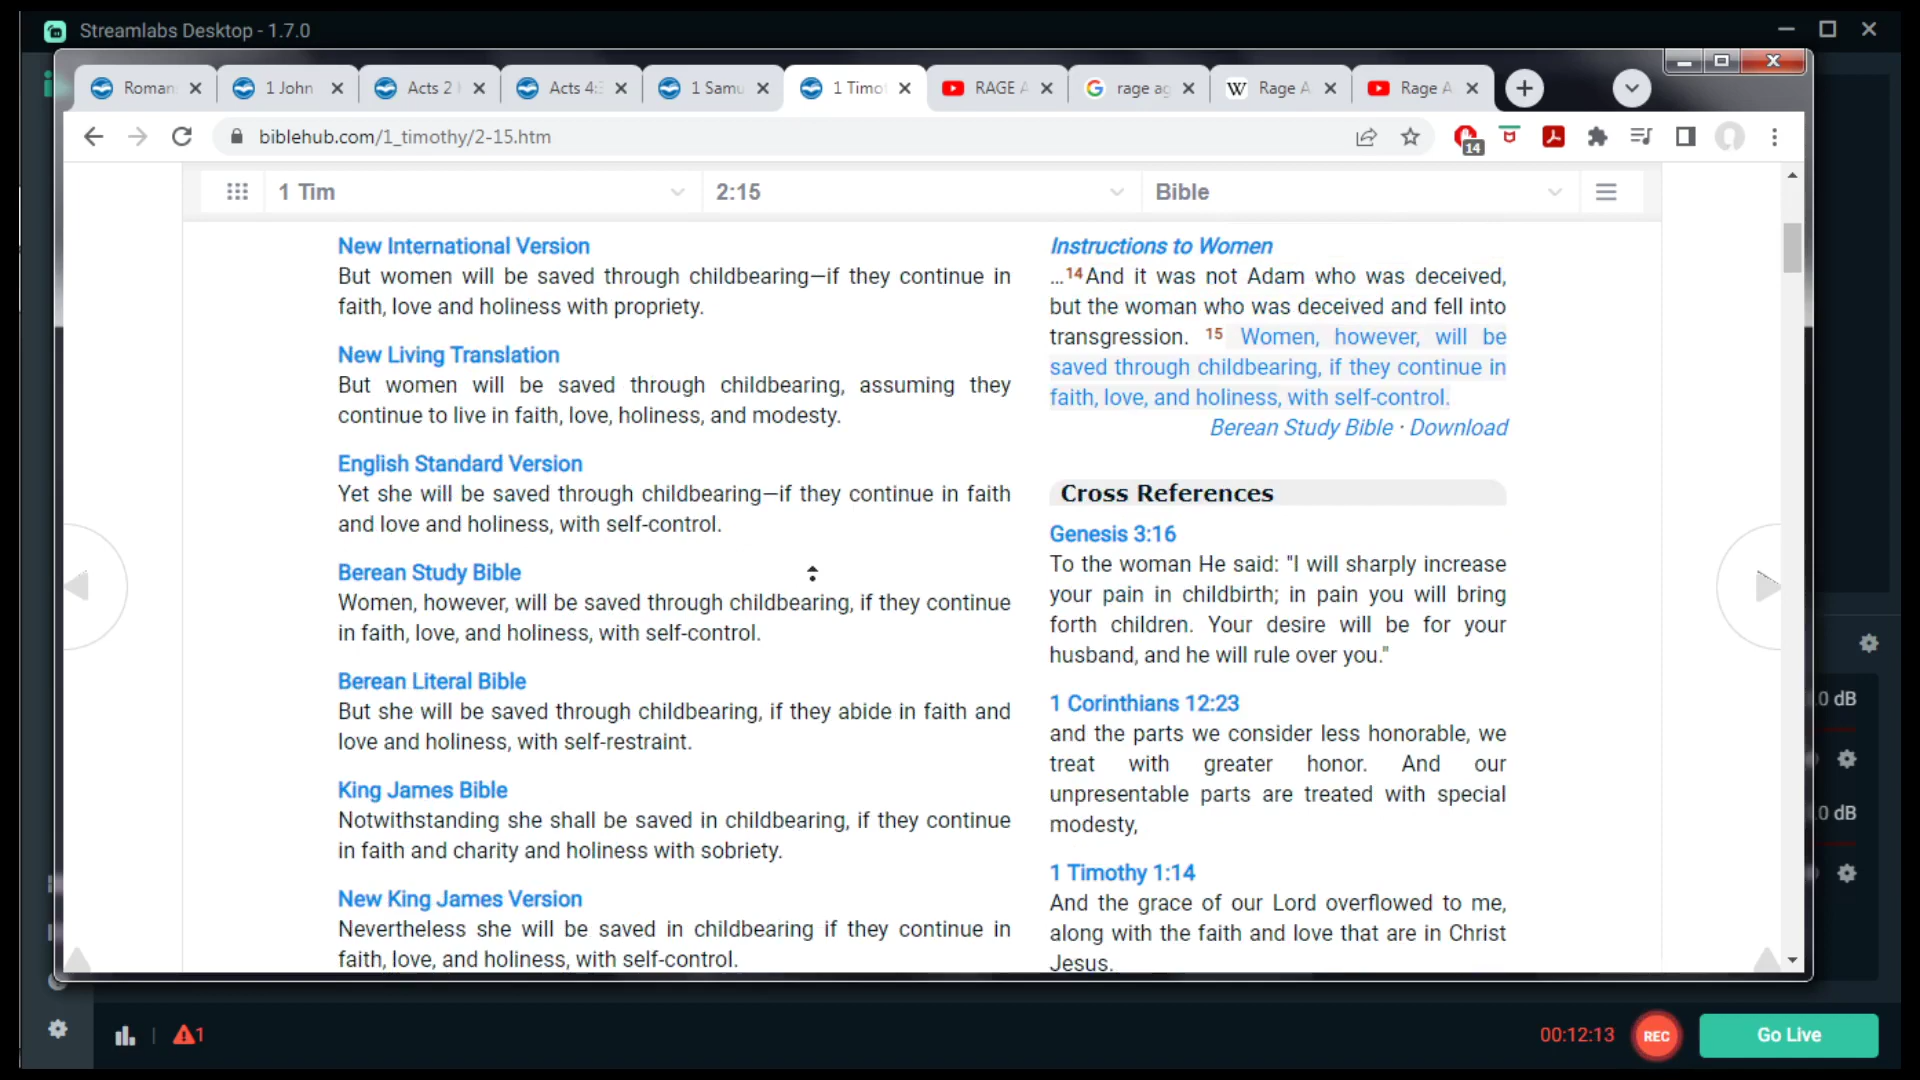 Streamlabs Desktop - 1.7.0
Roman
1 John
Acts 2
Acts 4:
1 Samu
1 Timo
RAGE A
rage ag
Rage A
Rage A
biblehub.com/1_timothy/2-15.htm
14
1 Tim
2:15
Bible
New International Version
But women will be saved through childbearing—if they continue in
faith, love and holiness with propriety.
New Living Translation
But women will be saved through childbearing, assuming they
continue to live in faith, love, holiness, and modesty.
English Standard Version
Yet she will be saved through childbearing—if they continue in faith
and love and holiness, with self-control.
Berean Study Bible
Women, however, will be saved through childbearing, if they continue
in faith, love, and holiness, with self-control.
Berean Literal Bible
But she will be saved through childbearing, if they abide in faith and
love and holiness, with self-restraint.
King James Bible
Notwithstanding she shall be saved in childbearing, if they continue
in faith and charity and holiness with sobriety.
New King James Version
Nevertheless she will be saved in childbearing if they continue in
faith, love, and holiness, with self-control.
Instructions to Women
…14And it was not Adam who was deceived,
but the woman who was deceived and fell into
transgression. 15 Women, however, will be
saved through childbearing, if they continue in
faith, love, and holiness, with self-control.
Berean Study Bible · Download
Cross References
Genesis 3:16
To the woman He said: "I will sharply increase
your pain in childbirth; in pain you will bring
forth children. Your desire will be for your
husband, and he will rule over you."
1 Corinthians 12:23
and the parts we consider less honorable, we
treat with greater honor. And our
unpresentable parts are treated with special
modesty,
1 Timothy 1:14
And the grace of our Lord overflowed to me,
along with the faith and love that are in Christ
Jesus.
.0 dB
.0 dB
1
00:12:13
REC
Go Live